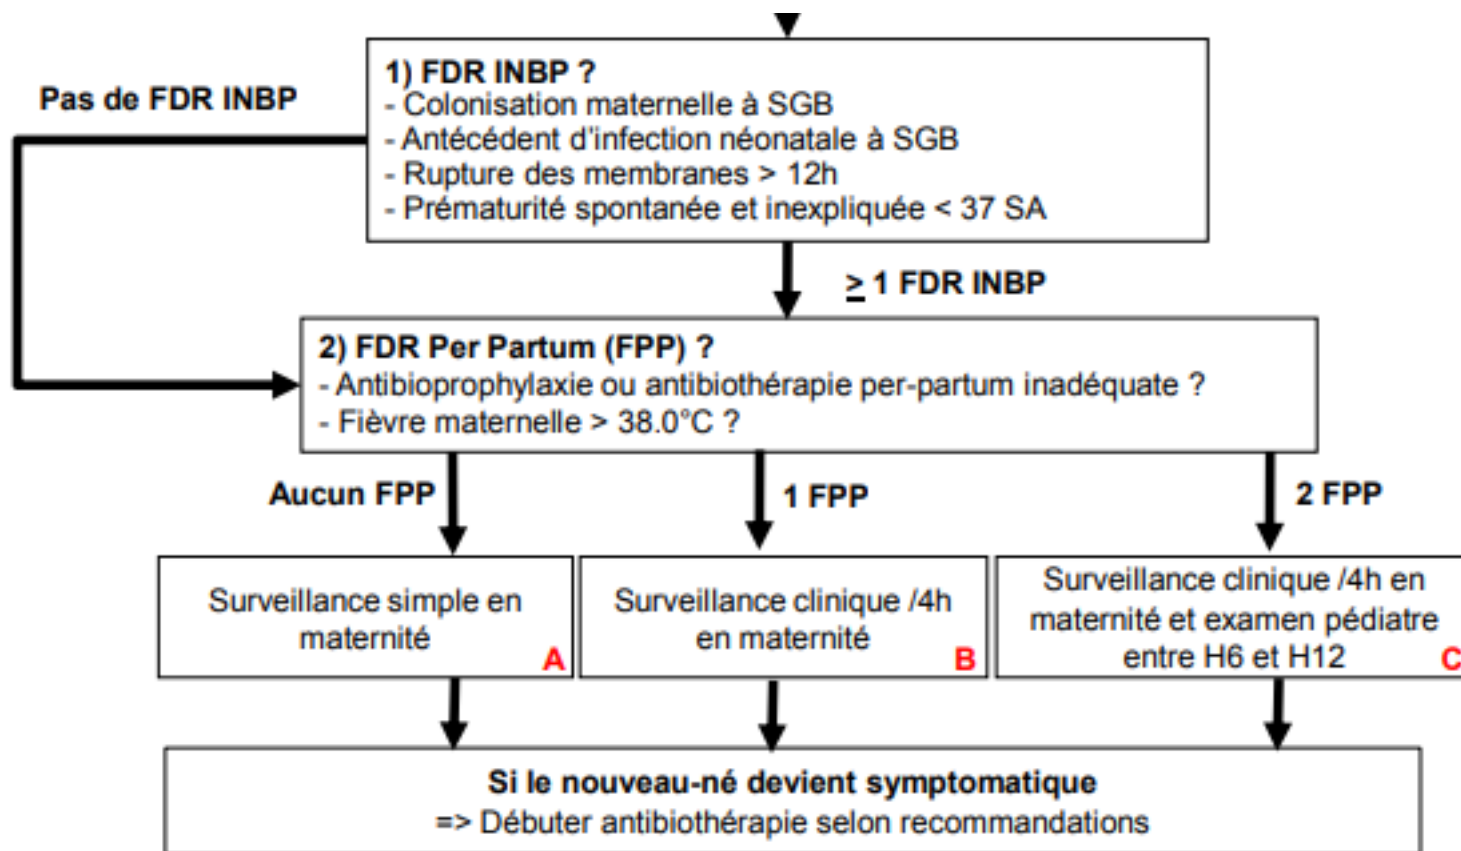 Pas de FDR INBP
1) FDR INBP ?
- Colonisation maternelle à SGB
- Antécédent d'infection néonatale à SGB
- Rupture des membranes > 12h
- Prématurité spontanée et inexpliquée < 37 SA
≥ 1 FDR INBP
2) FDR Per Partum (FPP) ?
- Antibioprophylaxie ou antibiothérapie per-partum inadéquate ?
- Fièvre maternelle > 38.0°C ?
Aucun FPP
1 FPP
2 FPP
Surveillance simple en
maternité
A
Surveillance clinique /4h
en maternité
B
Surveillance clinique /4h en
maternité et examen pédiatre
entre H6 et H12
C
Si le nouveau-né devient symptomatique
=> Débuter antibiothérapie selon recommandations